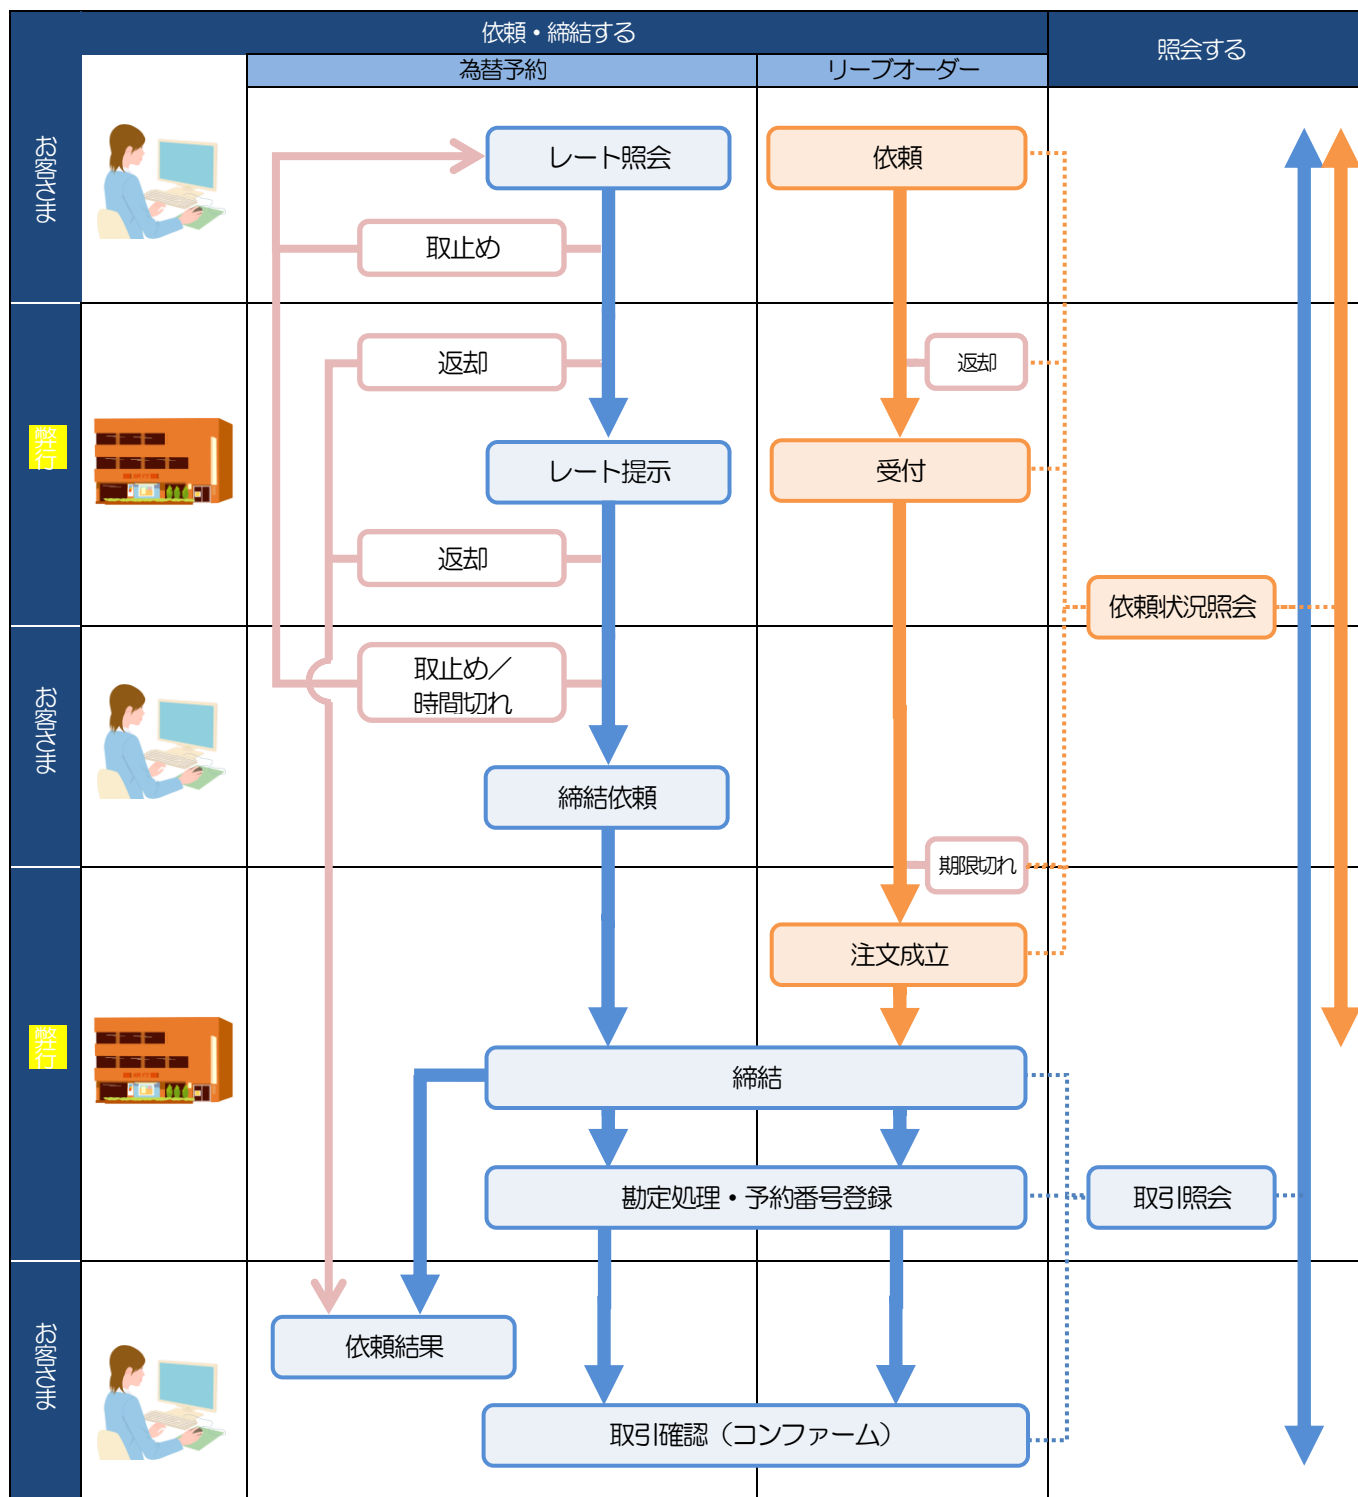 依頼・締結する
照会する
為替予約
リーブオーダー
お客さま
レート照会
依頼
取止め
弊行
返却
返却
レート提示
受付
返却
依頼状況照会
お客さま
取止め／
時間切れ
締結依頼
期限切れ
弊行
注文成立
締結
勘定処理・予約番号登録
取引照会
お客さま
依頼結果
取引確認（コンファーム）